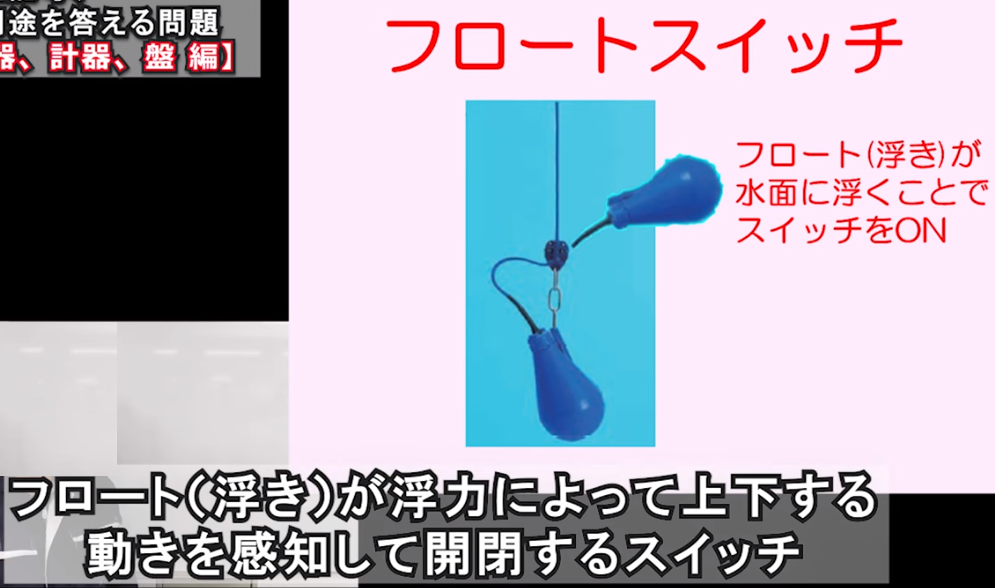 用途を答える問題
器、計器、盤 編】
フロートスイッチ
フロート(浮き)が
水面に浮くことで
スイッチをON
フロート(浮き)が浮力によって上下する
動きを感知して開閉するスイッチ